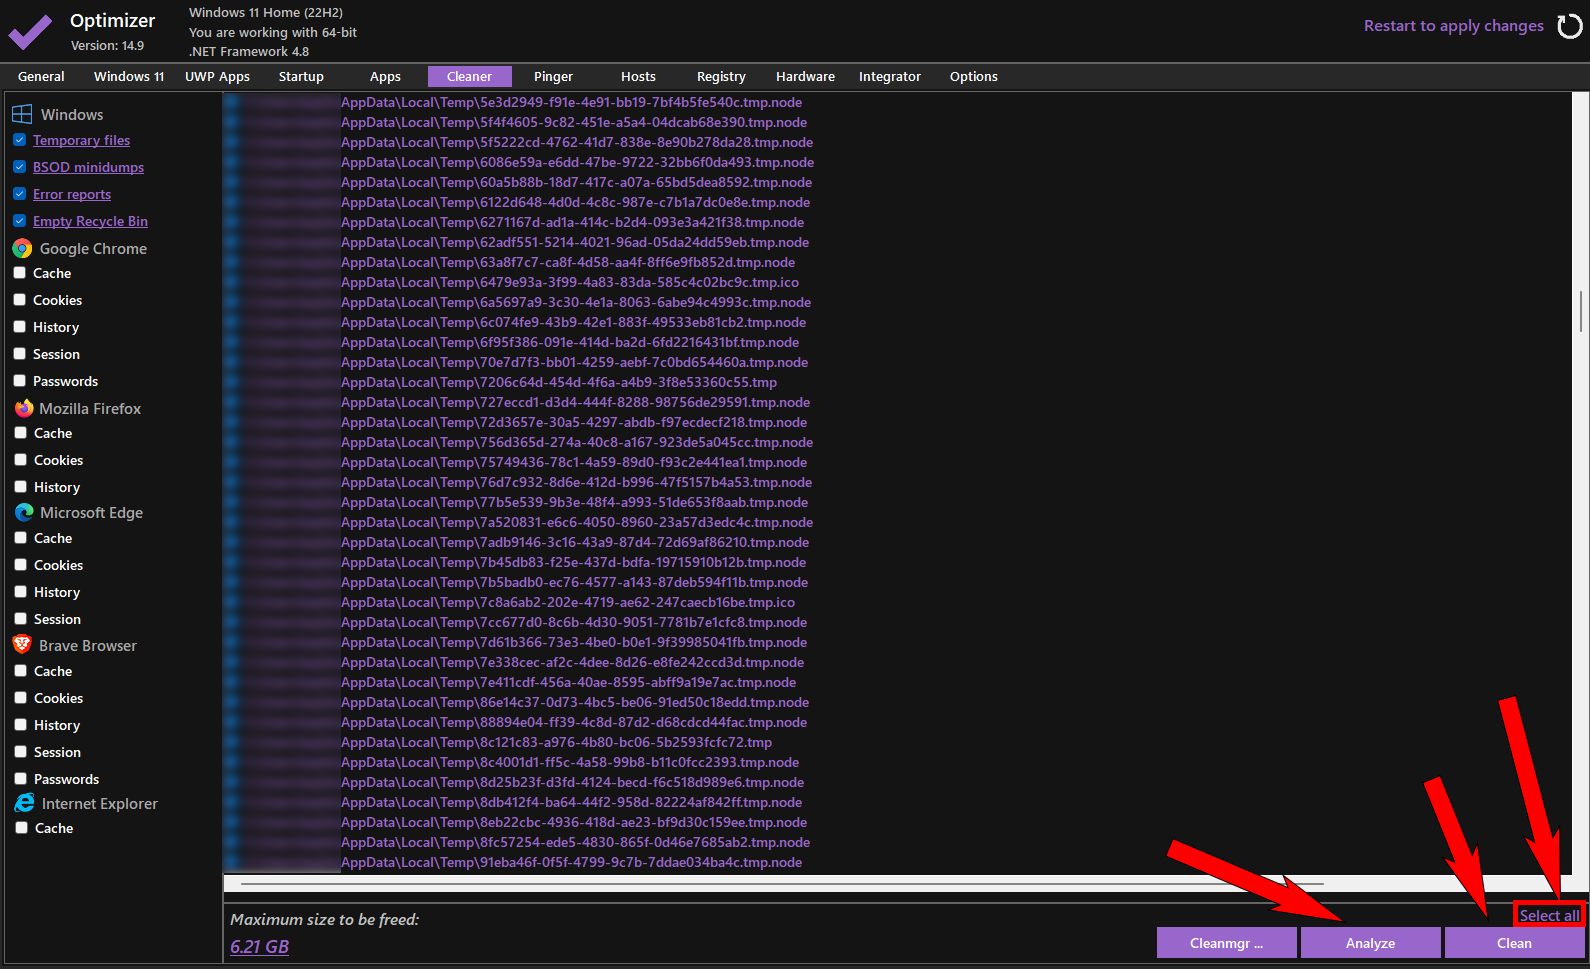 Optimizer
Version: 14.9
Windows 11 Home (22H2)
You are working with 64-bit
.NET Framework 4.8
Restart to apply changes
General Windows 11 UWP Apps Startup Apps Cleaner Pinger Hosts Registry Hardware Integrator Options
Windows
Temporary files
BSOD minidumps
Error reports
Empty Recycle Bin
Google Chrome
Cache
Cookies
History
Session
Passwords
Mozilla Firefox
Cache
Cookies
History
Microsoft Edge
Cache
Cookies
History
Session
Brave Browser
Cache
Cookies
History
Session
Passwords
Internet Explorer
Cache
AppData\Local\Temp\5e3d2949-f91e-4e91-bb19-7bf4b5fe540c.tmp.node
AppData\Local\Temp\5f4f4605-9c82-451e-a5a4-04dcab68e390.tmp.node
AppData\Local\Temp\5f5222cd-4762-41d7-838e-8e90b278da28.tmp.node
AppData\Local\Temp\6086e59a-e6dd-47be-9722-32bb6f0da493.tmp.node
AppData\Local\Temp\60a5b88b-18d7-417c-a07a-65bd5dea8592.tmp.node
AppData\Local\Temp\6122d648-4d0d-4c8c-987e-c7b1a7dc0e8e.tmp.node
AppData\Local\Temp\6271167d-ad1a-414c-b2d4-093e3a421f38.tmp.node
AppData\Local\Temp\62adf551-5214-4021-96ad-05da24dd59eb.tmp.node
AppData\Local\Temp\63a8f7c7-ca8f-4d58-aa4f-8ff6e9fb852d.tmp.node
AppData\Local\Temp\6479e93a-3f99-4a83-83da-585c4c02bc9c.tmp.ico
AppData\Local\Temp\6a5697a9-3c30-4e1a-8063-6abe94c4993c.tmp.node
AppData\Local\Temp\6c074fe9-43b9-42e1-883f-49533eb81cb2.tmp.node
AppData\Local\Temp\6f95f386-091e-414d-ba2d-6fd2216431bf.tmp.node
AppData\Local\Temp\70e7d7f3-bb01-4259-aebf-7c0bd654460a.tmp.node
AppData\Local\Temp\7206c64d-454d-4f6a-a4b9-3f8e53360c55.tmp
AppData\Local\Temp\727eccd1-d3d4-444f-8288-98756de29591.tmp.node
AppData\Local\Temp\72d3657e-30a5-4297-abdb-f97ecdecf218.tmp.node
AppData\Local\Temp\756d365d-274a-40c8-a167-923de5a045cc.tmp.node
AppData\Local\Temp\75749436-78c1-4a59-89d0-f93c2e441ea1.tmp.node
AppData\Local\Temp\76d7c932-8d6e-412d-b996-47f5157b4a53.tmp.node
AppData\Local\Temp\77b5e539-9b3e-48f4-a993-51de653f8aab.tmp.node
AppData\Local\Temp\7a520831-e6c6-4050-8960-23a57d3edc4c.tmp.node
AppData\Local\Temp\7adb9146-3c16-43a9-87d4-72d69af86210.tmp.node
AppData\Local\Temp\7b45db83-f25e-437d-bdfa-19715910b12b.tmp.node
AppData\Local\Temp\7b5badb0-ec76-4577-a143-87deb594f11b.tmp.node
AppData\Local\Temp\7c8a6ab2-202e-4719-ae62-247caecb16be.tmp.ico
AppData\Local\Temp\7cc677d0-8c6b-4d30-9051-7781b7e1cfc8.tmp.node
AppData\Local\Temp\7d61b366-73e3-4be0-b0e1-9f39985041fb.tmp.node
AppData\Local\Temp\7e338cec-af2c-4dee-8d26-e8fe242ccd3d.tmp.node
AppData\Local\Temp\7e411cdf-456a-40ae-8595-abff9a19e7ac.tmp.node
AppData\Local\Temp\86e14c37-0d73-4bc5-be06-91ed50c18edd.tmp.node
AppData\Local\Temp\88894e04-ff39-4c8d-87d2-d68cdcd44fac.tmp.node
AppData\Local\Temp\8c121c83-a976-4b80-bc06-5b2593fcfc72.tmp
AppData\Local\Temp\8c4001d1-ff5c-4a58-99b8-b11c0fcc2393.tmp.node
AppData\Local\Temp\8d25b23f-d3fd-4124-becd-f6c518d989e6.tmp.node
AppData\Local\Temp\8db412f4-ba64-44f2-958d-82224af842ff.tmp.node
AppData\Local\Temp\8eb22cbc-4936-418d-ae23-bf9d30c159ee.tmp.node
AppData\Local\Temp\8fc57254-ede5-4830-865f-0d46e7685ab2.tmp.node
AppData\Local\Temp\91eba46f-0f5f-4799-9c7b-7ddae034ba4c.tmp.node
Maximum size to be freed:
6.21 GB
Select all
Cleanmgr ... Analyze Clean